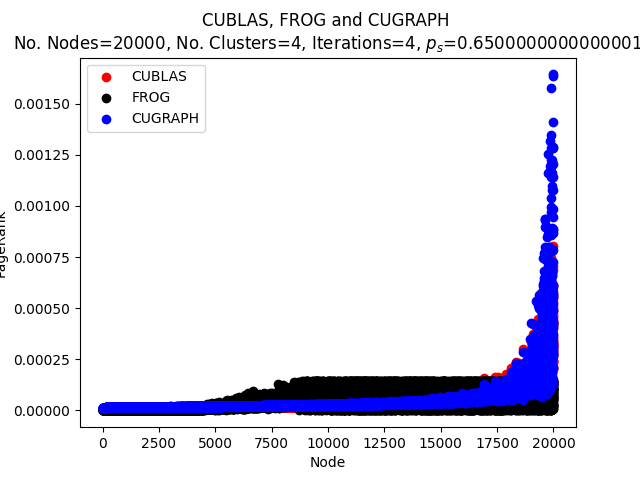 CUBLAS, FROG and CUGRAPH
No. Nodes=20000, No. Clusters=4, Iterations=4, pₛ=0.6500000000000001
CUBLAS
FROG
CUGRAPH
0.00150
0.00125
0.00100
0.00075
0.00050
0.00025
0.00000
PageRank
0 2500 5000 7500 10000 12500 15000 17500 20000
Node